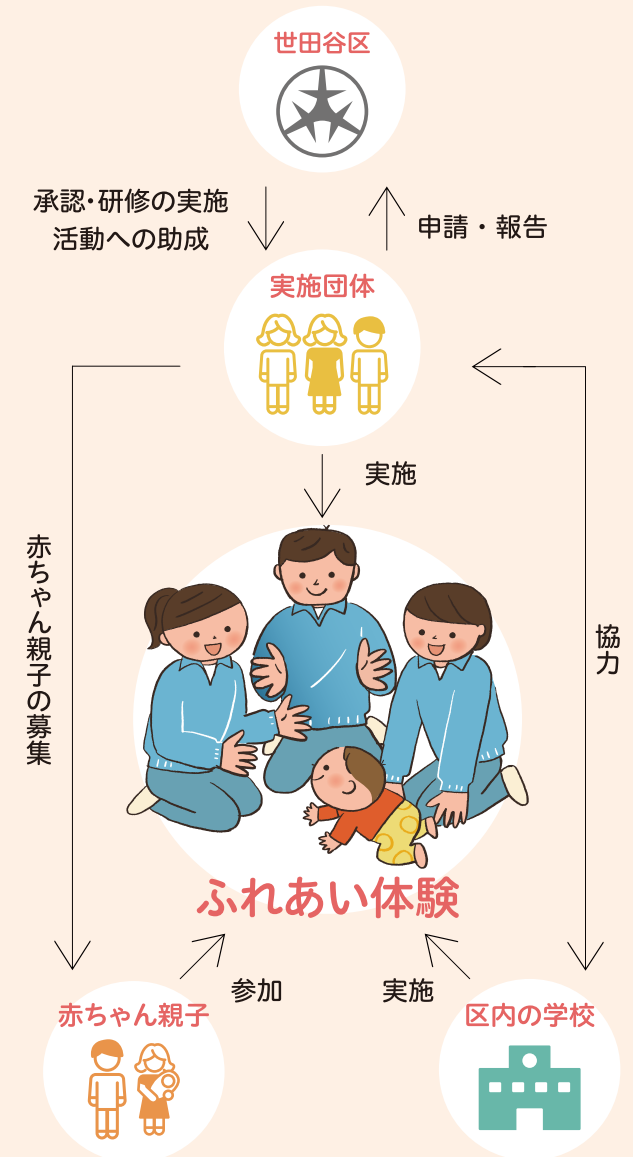 世田谷区
承認・研修の実施
活動への助成
申請・報告
実施団体
実施
赤ちゃん親子の募集
協力
ふれあい体験
参加
実施
赤ちゃん親子
区内の学校